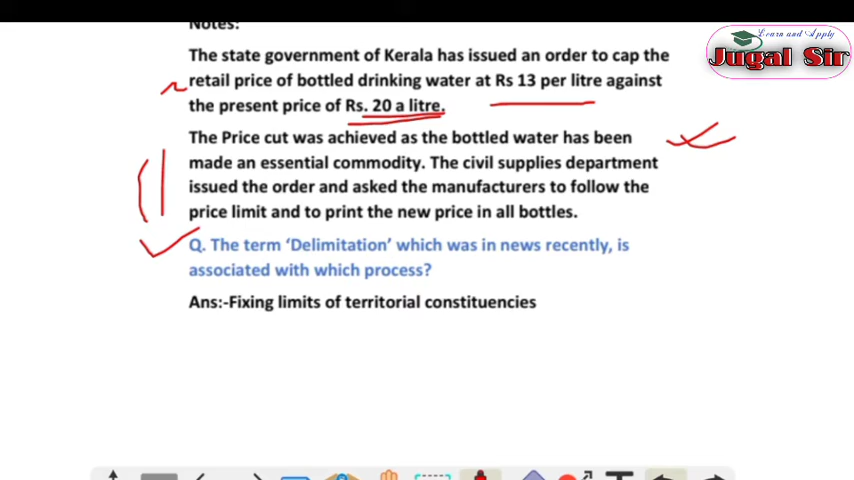 Notes:
Learn and Apply
Jugal Sir
The state government of Kerala has issued an order to cap the
retail price of bottled drinking water at Rs 13 per litre against
the present price of Rs. 20 a litre.
The Price cut was achieved as the bottled water has been
made an essential commodity. The civil supplies department
issued the order and asked the manufacturers to follow the
price limit and to print the new price in all bottles.
Q. The term ‘Delimitation’ which was in news recently, is
associated with which process?
Ans:-Fixing limits of territorial constituencies